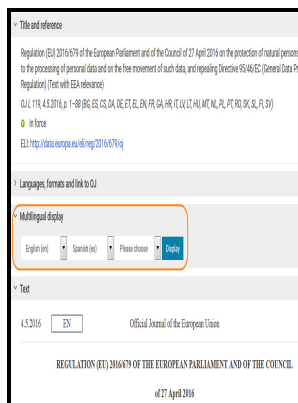 Title and reference
Regulation (EU) 2016/679 of the European Parliament and of the Council of 27 April 2016 on the protection of natural persons
to the processing of personal data and on the free movement of such data, and repealing Directive 95/46/EC (General Data Pr
Regulation) (Text with EEA relevance)
OJ L 119, 4.5.2016, p. 1–88 (BG, ES, CS, DA, DE, ET, EL, EN, FR, GA, HR, IT, LV, LT, HU, MT, NL, PL, PT, RO, SK, SL, FI, SV)
In force
ELI: http://data.europa.eu/eli/reg/2016/679/oj
Languages, formats and link to OJ
Multilingual display
English (en) Spanish (es) Please choose Display
Text
4.5.2016 EN Official Journal of the European Union
REGULATION (EU) 2016/679 OF THE EUROPEAN PARLIAMENT AND OF THE COUNCIL
of 27 April 2016